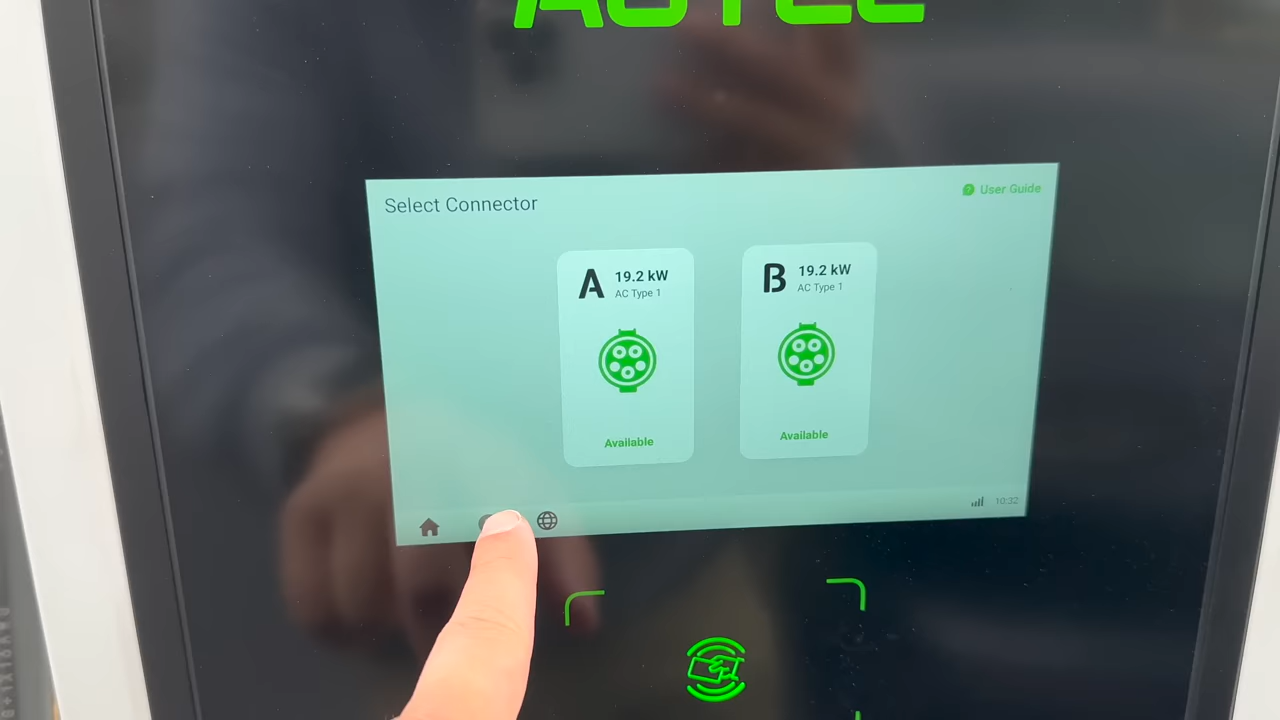 AUTEL
Select Connector
User Guide
A 19.2 kW
AC Type 1
Available
B 19.2 kW
AC Type 1
Available
10:32